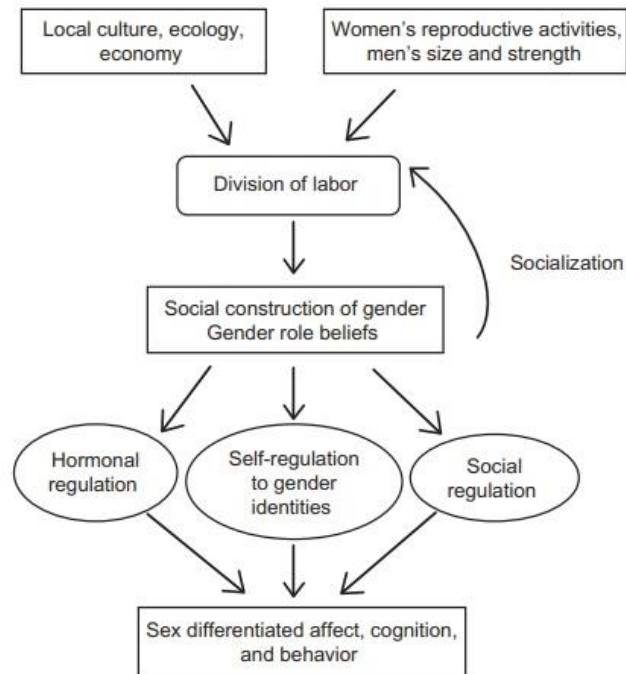 Local culture, ecology,
economy
Women's reproductive activities,
men's size and strength
Division of labor
Socialization
Social construction of gender
Gender role beliefs
Hormonal
regulation
Self-regulation
to gender
identities
Social
regulation
Sex differentiated affect, cognition,
and behavior